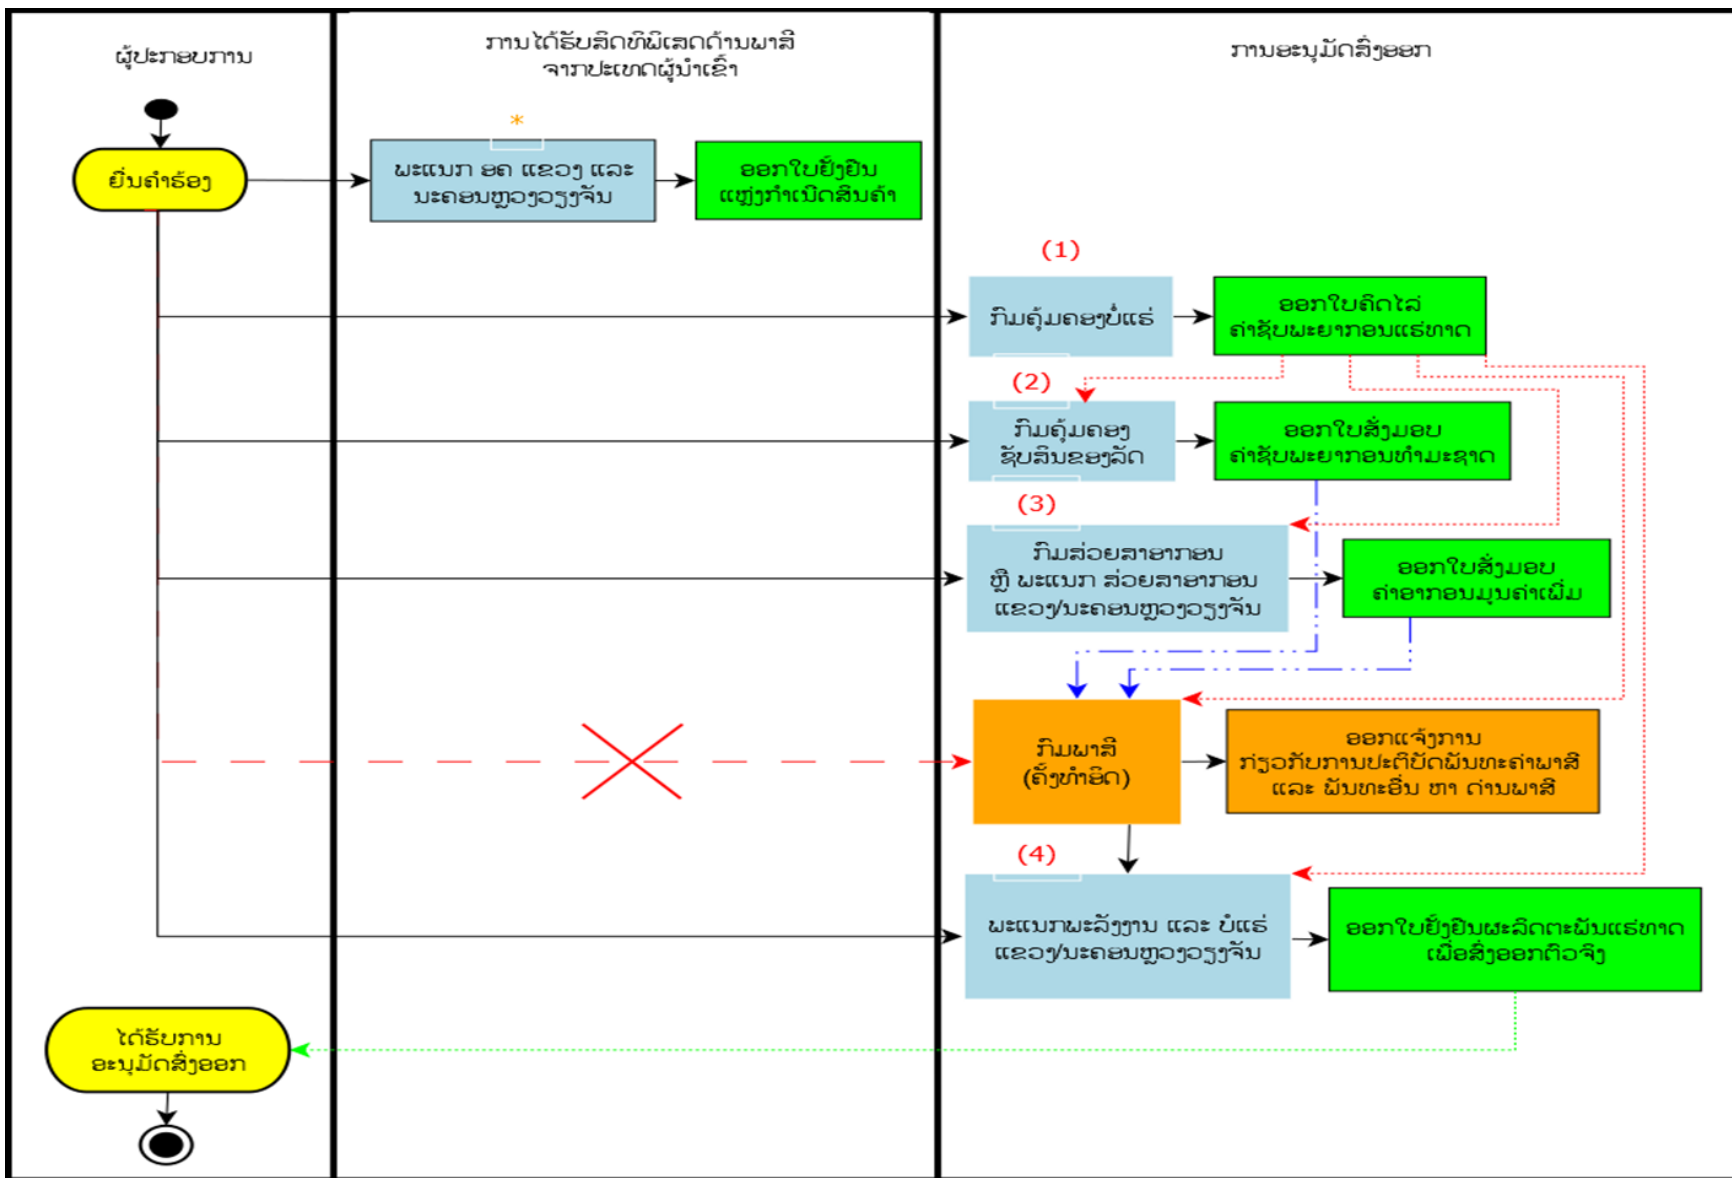 ຜູ້ປະກອບການ
ການໄດ້ຮັບສິດທິພິເສດດ້ານພາສີ
ຈາກປະເທດຜູ້ນຳເຂົ້າ
ການອະນຸມັດສົ່ງອອກ
*
ຍື່ນຄຳຮ້ອງ
ພະແນກ ອຄ ແຂວງ ແລະ
ນະຄອນຫຼວງວຽງຈັນ
ອອກໃບຢັ້ງຢືນ
ແຫຼ່ງກຳເນີດສິນຄ້າ
(1)
ກົມຄຸ້ມຄອງບໍ່ແຮ່
ອອກໃບຄິດໄລ່
ຄ່າຊັບພະຍາກອນແຮ່ທາດ
(2)
ກົມຄຸ້ມຄອງ
ຊັບສິນຂອງລັດ
ອອກໃບສັ່ງມອບ
ຄ່າຊັບພະຍາກອນທຳມະຊາດ
(3)
ກົມສ່ວຍສາອາກອນ
ຫຼື ພະແນກ ສ່ວຍສາອາກອນ
ແຂວງ/ນະຄອນຫຼວງວຽງຈັນ
ອອກໃບສັ່ງມອບ
ຄ່າອາກອນມູນຄ່າເພີ່ມ
ກົມພາສີ
(ຄັ້ງທຳອິດ)
ອອກແຈ້ງການ
ກ່ຽວກັບການປະຕິບັດພັນທະຄ່າພາສີ
ແລະ ພັນທະອື່ນ ຫາ ດ່ານພາສີ
(4)
ພະແນກພະລັງງານ ແລະ ບໍ່ແຮ່
ແຂວງ/ນະຄອນຫຼວງວຽງຈັນ
ອອກໃບຢັ້ງຢືນຜະລິດຕະພັນແຮ່ທາດ
ເພື່ອສົ່ງອອກຕົວຈິງ
ໄດ້ຮັບການ
ອະນຸມັດສົ່ງອອກ